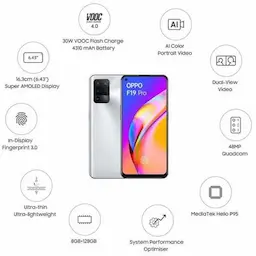 VOOC
4.0
30W VOOC Flash Charge
4310 mAh Battery
AI
AI Color
Portrait Video
6.43"
16.3cm (6.43")
Super AMOLED Display
Dual-View
Video
OPPO
F19 Pro
In-Display
Fingerprint 3.0
48MP
Quadcam
Ultra-thin
Ultra-lightweight
8GB+128GB
System Performance
Optimiser
MediaTek Helio P95